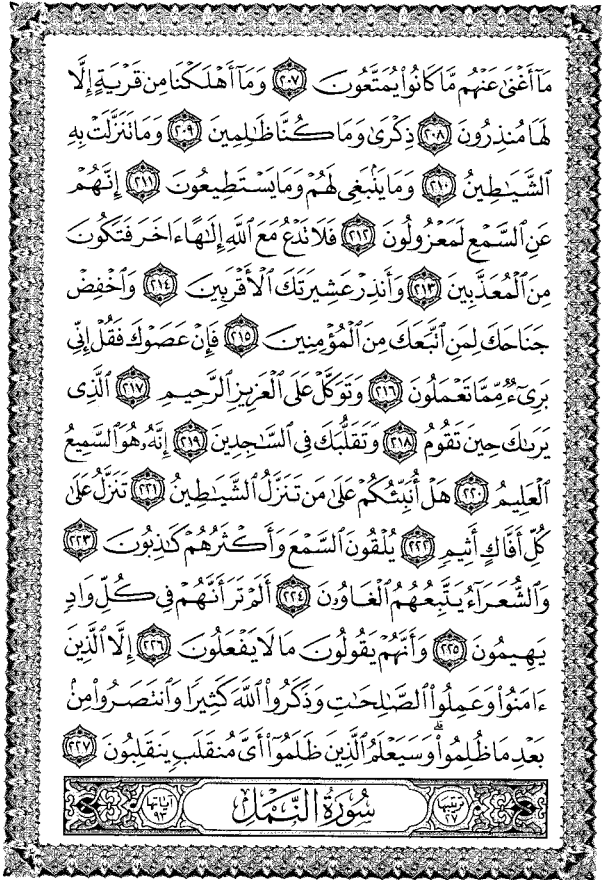 مَآ أَغْنَىٰ عَنْهُم مَّا كَانُوا۟ يُمَتَّعُونَ ٢٠٧ وَمَآ أَهْلَكْنَا مِن قَرْيَةٍ إِلَّا
لَهَا مُنذِرُونَ ٢٠٨ ذِكْرَىٰ وَمَا كُنَّا ظَٰلِمِينَ ٢٠٩ وَمَا تَنَزَّلَتْ بِهِ
ٱلشَّيَٰطِينُ ٢١٠ وَمَا يَنۢبَغِى لَهُمْ وَمَا يَسْتَطِيعُونَ ٢١١ إِنَّهُمْ
عَنِ ٱلسَّمْعِ لَمَعْزُولُونَ ٢١٢ فَلَا تَدْعُ مَعَ ٱللَّهِ إِلَٰهًا ءَاخَرَ فَتَكُونَ
مِنَ ٱلْمُعَذَّبِينَ ٢١٣ وَأَنذِرْ عَشِيرَتَكَ ٱلْأَقْرَبِينَ ٢١٤ وَٱخْفِضْ
جَنَاحَكَ لِمَنِ ٱتَّبَعَكَ مِنَ ٱلْمُؤْمِنِينَ ٢١٥ فَإِنْ عَصَوْكَ فَقُلْ إِنِّى
بَرِىٓءٌ مِّمَّا تَعْمَلُونَ ٢١٦ وَتَوَكَّلْ عَلَى ٱلْعَزِيزِ ٱلرَّحِيمِ ٢١٧ ٱلَّذِى
يَرَىٰكَ حِينَ تَقُومُ ٢١٨ وَتَقَلُّبَكَ فِى ٱلسَّٰجِدِينَ ٢١٩ إِنَّهُۥ هُوَ ٱلسَّمِيعُ
ٱلْعَلِيمُ ٢٢٠ هَلْ أُنَبِّئُكُمْ عَلَىٰ مَن تَنَزَّلُ ٱلشَّيَٰطِينُ ٢٢١ تَنَزَّلُ عَلَىٰ
كُلِّ أَفَّاكٍ أَثِيمٍ ٢٢٢ يُلْقُونَ ٱلسَّمْعَ وَأَكْثَرُهُمْ كَٰذِبُونَ ٢٢٣
وَٱلشُّعَرَآءُ يَتَّبِعُهُمُ ٱلْغَاوُۥنَ ٢٢٤ أَلَمْ تَرَ أَنَّهُمْ فِى كُلِّ وَادٍ
يَهِيمُونَ ٢٢٥ وَأَنَّهُمْ يَقُولُونَ مَا لَا يَفْعَلُونَ ٢٢٦ إِلَّا ٱلَّذِينَ
ءَامَنُوا۟ وَعَمِلُوا۟ ٱلصَّٰلِحَٰتِ وَذَكَرُوا۟ ٱللَّهَ كَثِيرًا وَٱنتَصَرُوا۟ مِنۢ
بَعْدِ مَا ظُلِمُوا۟ ۗ وَسَيَعْلَمُ ٱلَّذِينَ ظَلَمُوٓا۟ أَىَّ مُنقَلَبٍ يَنقَلِبُونَ ٢٢٧
ترتيبها ٢٧ سُورَةُ النَّمْلِ آياتها ٩٣